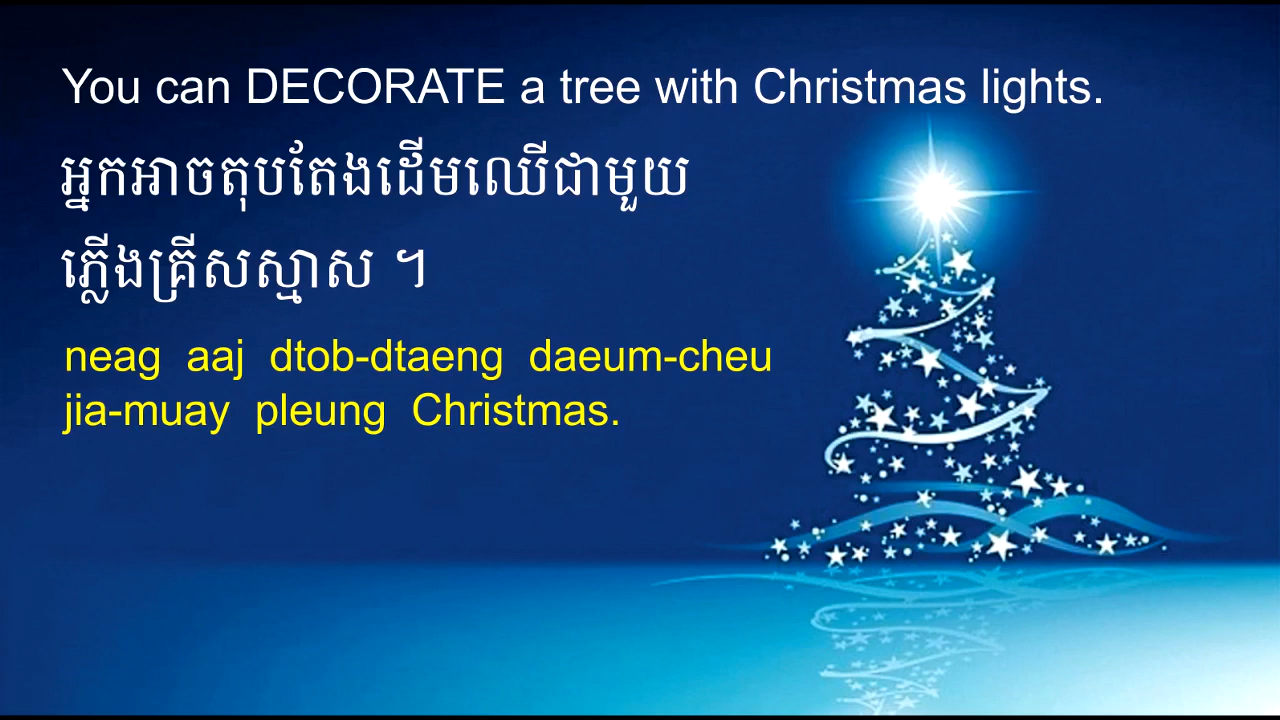 You can DECORATE a tree with Christmas lights.
អ្នកអាចតុបតែងដើមឈើជាមួយ
ភ្លើងគ្រីសស្មាស ។
neag aaj dtob-dtaeng daeum-cheu
jia-muay pleung Christmas.